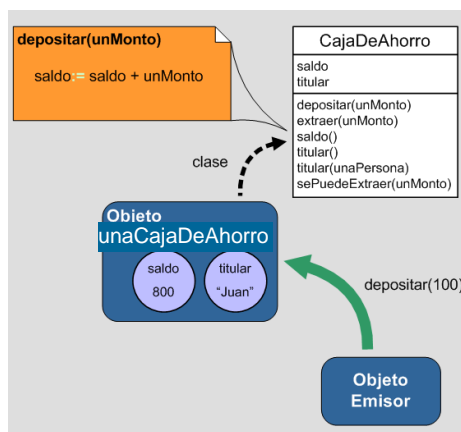 depositar(unMonto)
saldo:= saldo + unMonto
CajaDeAhorro
saldo
titular
depositar(unMonto)
extraer(unMonto)
saldo()
titular()
titular(unaPersona)
sePuedeExtraer(unMonto)
clase
Objeto
unaCajaDeAhorro
saldo
800
titular
“Juan”
depositar(100)
Objeto
Emisor